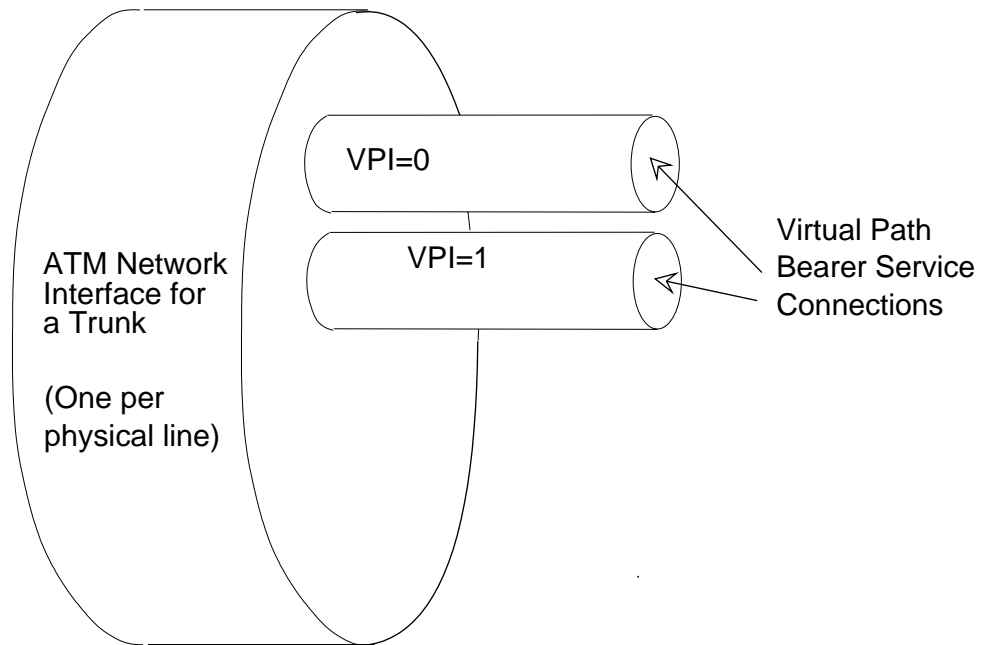 VPI=0
VPI=1
ATM Network
Interface for
a Trunk
(One per
physical line)
Virtual Path
Bearer Service
Connections